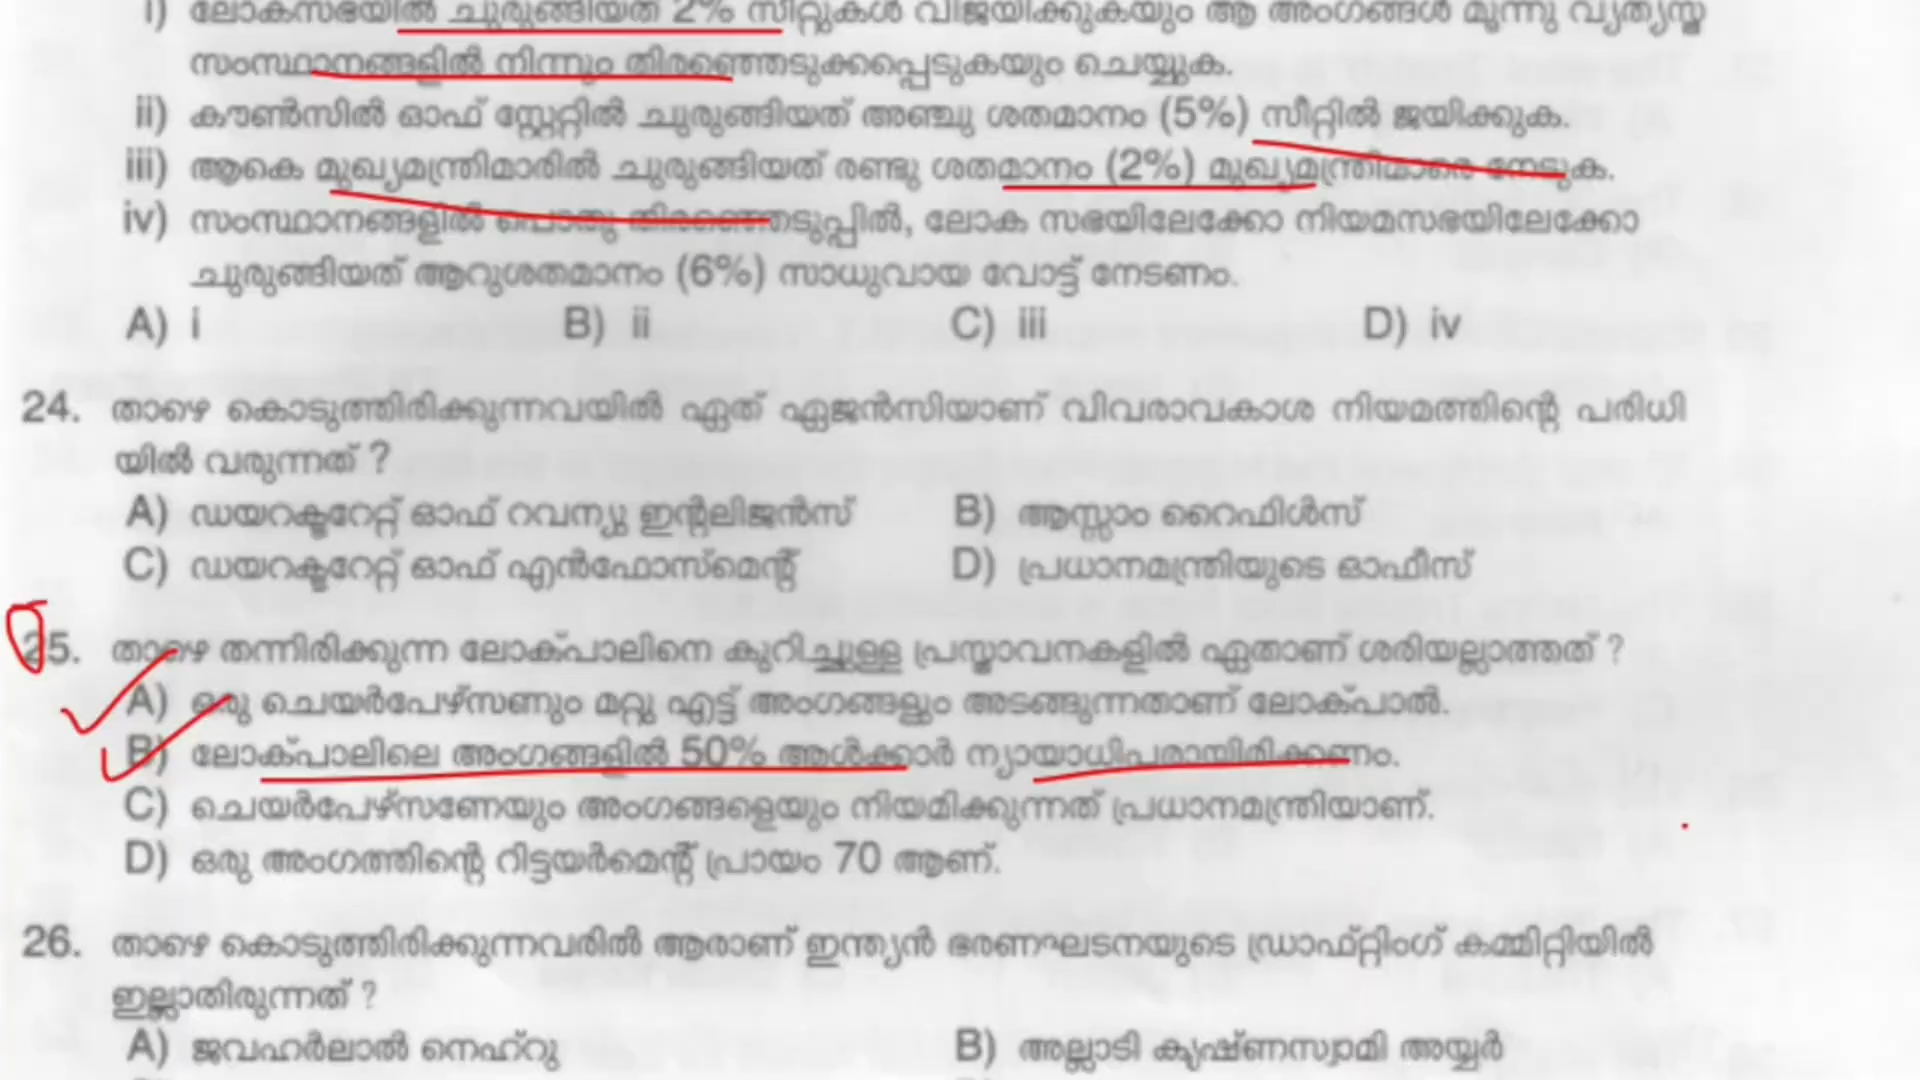 i) ലോകസഭയിൽ ചുരുങ്ങിയത് 2% സീറ്റുകൾ വിജയിക്കുകയും ആ അംഗങ്ങൾ മൂന്നു വ്യത്യസ്ത
സംസ്ഥാനങ്ങളിൽ നിന്നും തിരഞ്ഞെടുക്കപ്പെടുകയും ചെയ്യുക.
ii) കൗൺസിൽ ഓഫ് സ്റ്റേറ്റിൽ ചുരുങ്ങിയത് അഞ്ചു ശതമാനം (5%) സീറ്റിൽ ജയിക്കുക.
iii) ആകെ മുഖ്യമന്ത്രിമാരിൽ ചുരുങ്ങിയത് രണ്ടു ശതമാനം (2%) മുഖ്യമന്ത്രിമാരെ നേടുക.
iv) സംസ്ഥാനങ്ങളിൽ പൊതു തിരഞ്ഞെടുപ്പിൽ, ലോക സഭയിലേക്കോ നിയമസഭയിലേക്കോ
ചുരുങ്ങിയത് ആറുശതമാനം (6%) സാധുവായ വോട്ട് നേടണം.
A) i B) ii C) iii D) iv
24. താഴെ കൊടുത്തിരിക്കുന്നവയിൽ ഏത് ഏജൻസിയാണ് വിവരാവകാശ നിയമത്തിന്റെ പരിധി
യിൽ വരുന്നത് ?
A) ഡയറക്ടറേറ്റ് ഓഫ് റവന്യു ഇന്റലിജൻസ് B) ആസ്സാം റൈഫിൾസ്
C) ഡയറക്ടറേറ്റ് ഓഫ് എൻഫോസ്മെന്റ് D) പ്രധാനമന്ത്രിയുടെ ഓഫീസ്
25. താഴെ തന്നിരിക്കുന്ന ലോക്പാലിനെ കുറിച്ചുള്ള പ്രസ്താവനകളിൽ ഏതാണ് ശരിയല്ലാത്തത് ?
A) ഒരു ചെയർപേഴ്സണും മറ്റു എട്ട് അംഗങ്ങളും അടങ്ങുന്നതാണ് ലോക്പാൽ.
B) ലോക്പാലിലെ അംഗങ്ങളിൽ 50% ആൾക്കാർ ന്യായാധിപരായിരിക്കണം.
C) ചെയർപേഴ്സണേയും അംഗങ്ങളെയും നിയമിക്കുന്നത് പ്രധാനമന്ത്രിയാണ്.
D) ഒരു അംഗത്തിന്റെ റിട്ടയർമെന്റ് പ്രായം 70 ആണ്.
26. താഴെ കൊടുത്തിരിക്കുന്നവരിൽ ആരാണ് ഇന്ത്യൻ ഭരണഘടനയുടെ ഡ്രാഫ്റ്റിംഗ് കമ്മിറ്റിയിൽ
ഇല്ലാതിരുന്നത് ?
A) ജവഹർലാൽ നെഹ്റു B) അല്ലാടി കൃഷ്ണസ്വാമി അയ്യർ